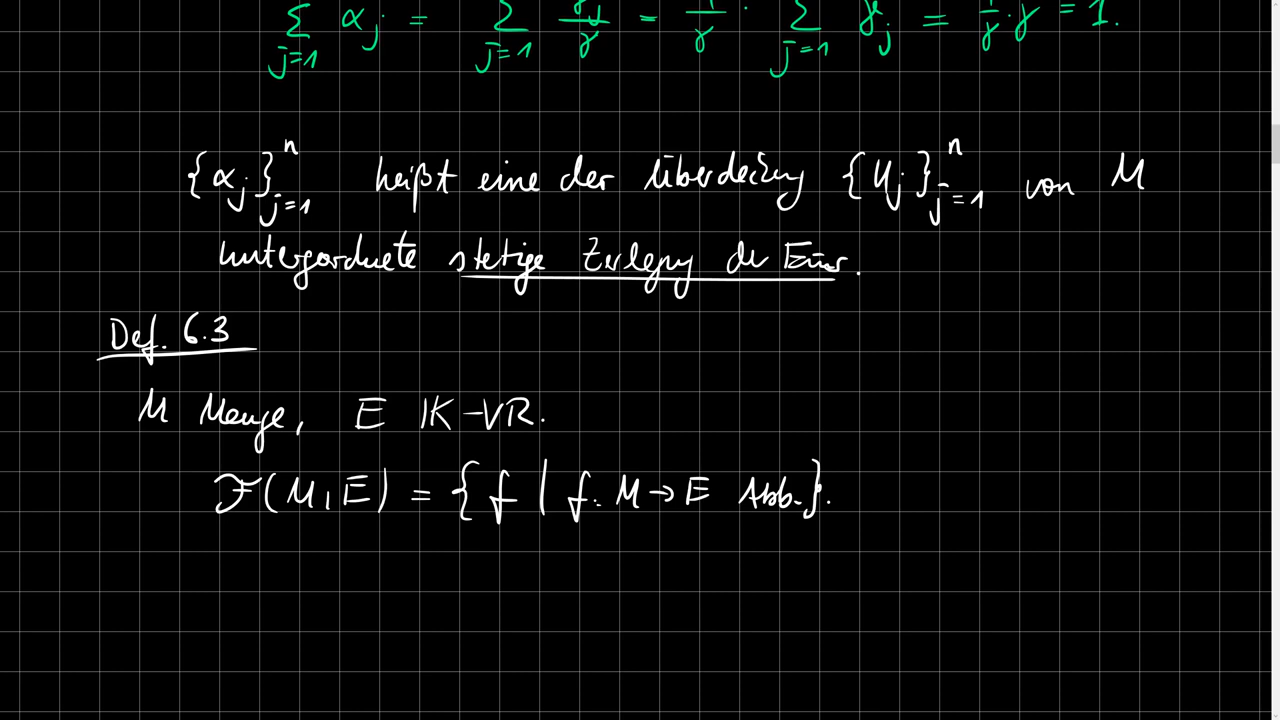 ∑_{j=1} α_j = ∑_{j=1} γ_j/γ = 1/γ · ∑_{j=1} γ_j = 1/γ · γ = 1.
{α_j}_{j=1}^n heißt eine der Überdeckung {U_j}_{j=1}^n von M
untergordnete stetige Zerlegung der Eins.
Def. 6.3
M Menge, E 𝕂-VR.
ℱ(M,E) = {f | f: M → E Abb.}.